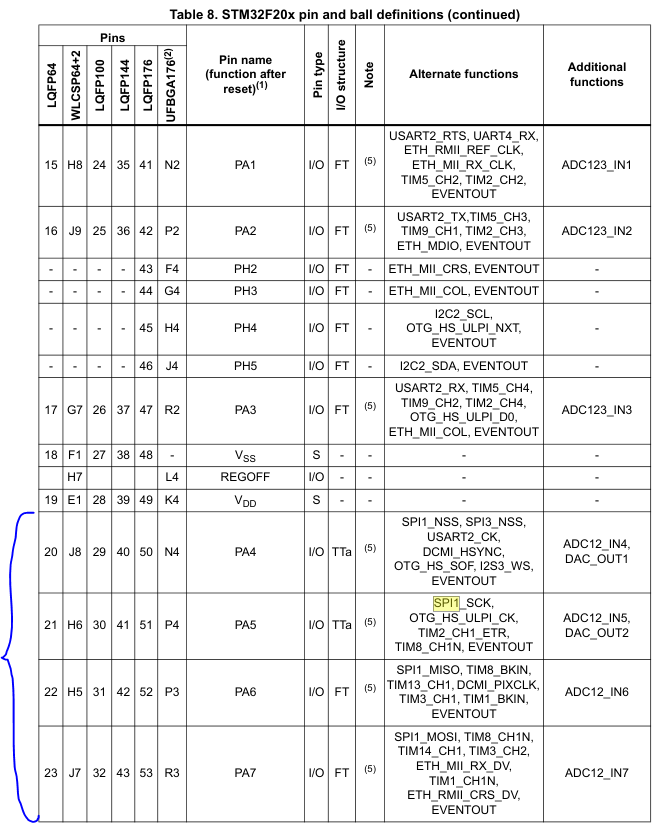 Table 8. STM32F20x pin and ball definitions (continued)
Pins
LQFP64
WLCSP64+2
LQFP100
LQFP144
LQFP176
UFBGA176(2)
Pin name
(function after
reset)(1)
Pin type
I/O structure
Note
Alternate functions
Additional
functions
15 H8 24 35 41 N2 PA1 I/O FT (5) USART2_RTS, UART4_RX,
ETH_RMII_REF_CLK,
ETH_MII_RX_CLK,
TIM5_CH2, TIM2_CH2,
EVENTOUT
ADC123_IN1
16 J9 25 36 42 P2 PA2 I/O FT (5) USART2_TX,TIM5_CH3,
TIM9_CH1, TIM2_CH3,
ETH_MDIO, EVENTOUT
ADC123_IN2
- - - - 43 F4 PH2 I/O FT - ETH_MII_CRS, EVENTOUT -
- - - - 44 G4 PH3 I/O FT - ETH_MII_COL, EVENTOUT -
- - - - 45 H4 PH4 I/O FT - I2C2_SCL,
OTG_HS_ULPI_NXT,
EVENTOUT
-
- - - - 46 J4 PH5 I/O FT - I2C2_SDA, EVENTOUT -
17 G7 26 37 47 R2 PA3 I/O FT (5) USART2_RX, TIM5_CH4,
TIM9_CH2, TIM2_CH4,
OTG_HS_ULPI_D0,
ETH_MII_COL, EVENTOUT
ADC123_IN3
18 F1 27 38 48 - VSS S - - - -
H7 L4 REGOFF I/O - - - -
19 E1 28 39 49 K4 VDD S - - - -
20 J8 29 40 50 N4 PA4 I/O TTa (5) SPI1_NSS, SPI3_NSS,
USART2_CK,
DCMI_HSYNC,
OTG_HS_SOF, I2S3_WS,
EVENTOUT
ADC12_IN4,
DAC_OUT1
21 H6 30 41 51 P4 PA5 I/O TTa (5) SPI1_SCK,
OTG_HS_ULPI_CK,
TIM2_CH1_ETR,
TIM8_CH1N, EVENTOUT
ADC12_IN5,
DAC_OUT2
22 H5 31 42 52 P3 PA6 I/O FT (5) SPI1_MISO, TIM8_BKIN,
TIM13_CH1, DCMI_PIXCLK,
TIM3_CH1, TIM1_BKIN,
EVENTOUT
ADC12_IN6
23 J7 32 43 53 R3 PA7 I/O FT (5) SPI1_MOSI, TIM8_CH1N,
TIM14_CH1, TIM3_CH2,
ETH_MII_RX_DV,
TIM1_CH1N,
ETH_RMII_CRS_DV,
EVENTOUT
ADC12_IN7